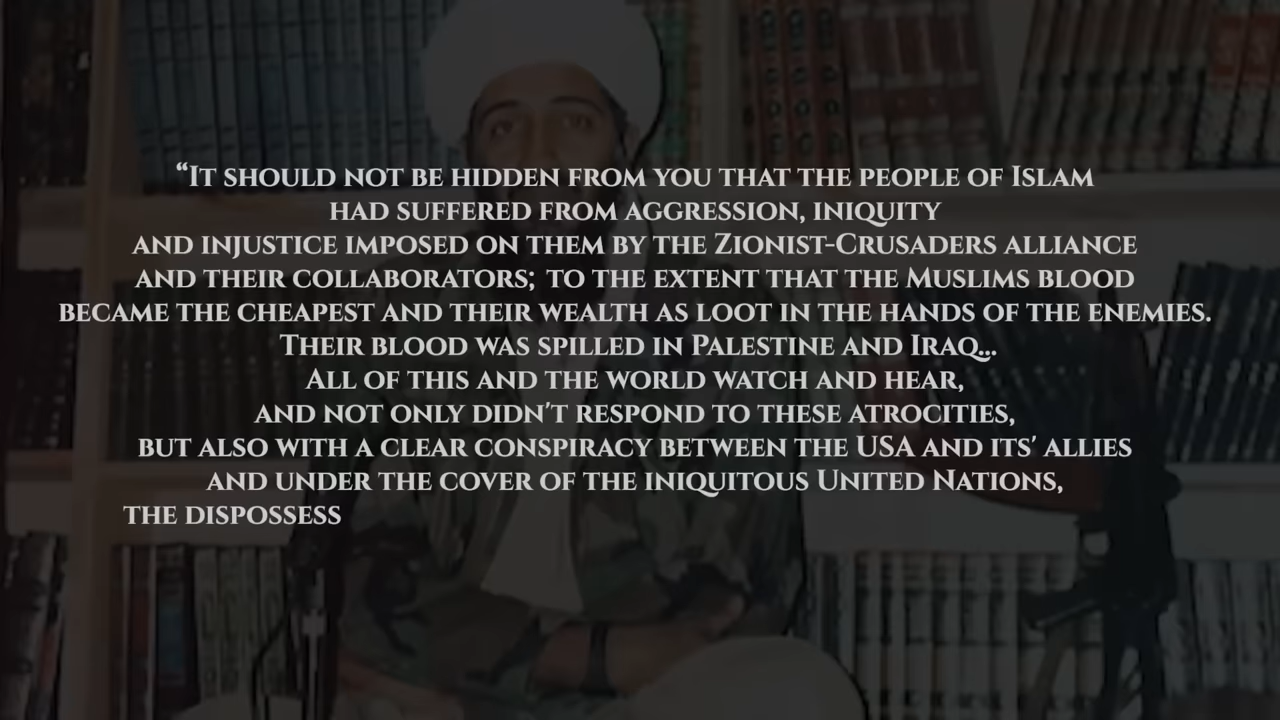 “It should not be hidden from you that the people of Islam
had suffered from aggression, iniquity
and injustice imposed on them by the Zionist-Crusaders alliance
and their collaborators; to the extent that the Muslims blood
became the cheapest and their wealth as loot in the hands of the enemies.
Their blood was spilled in Palestine and Iraq...
All of this and the world watch and hear,
and not only didn't respond to these atrocities,
but also with a clear conspiracy between the USA and its' allies
and under the cover of the iniquitous United Nations,
the dispossess